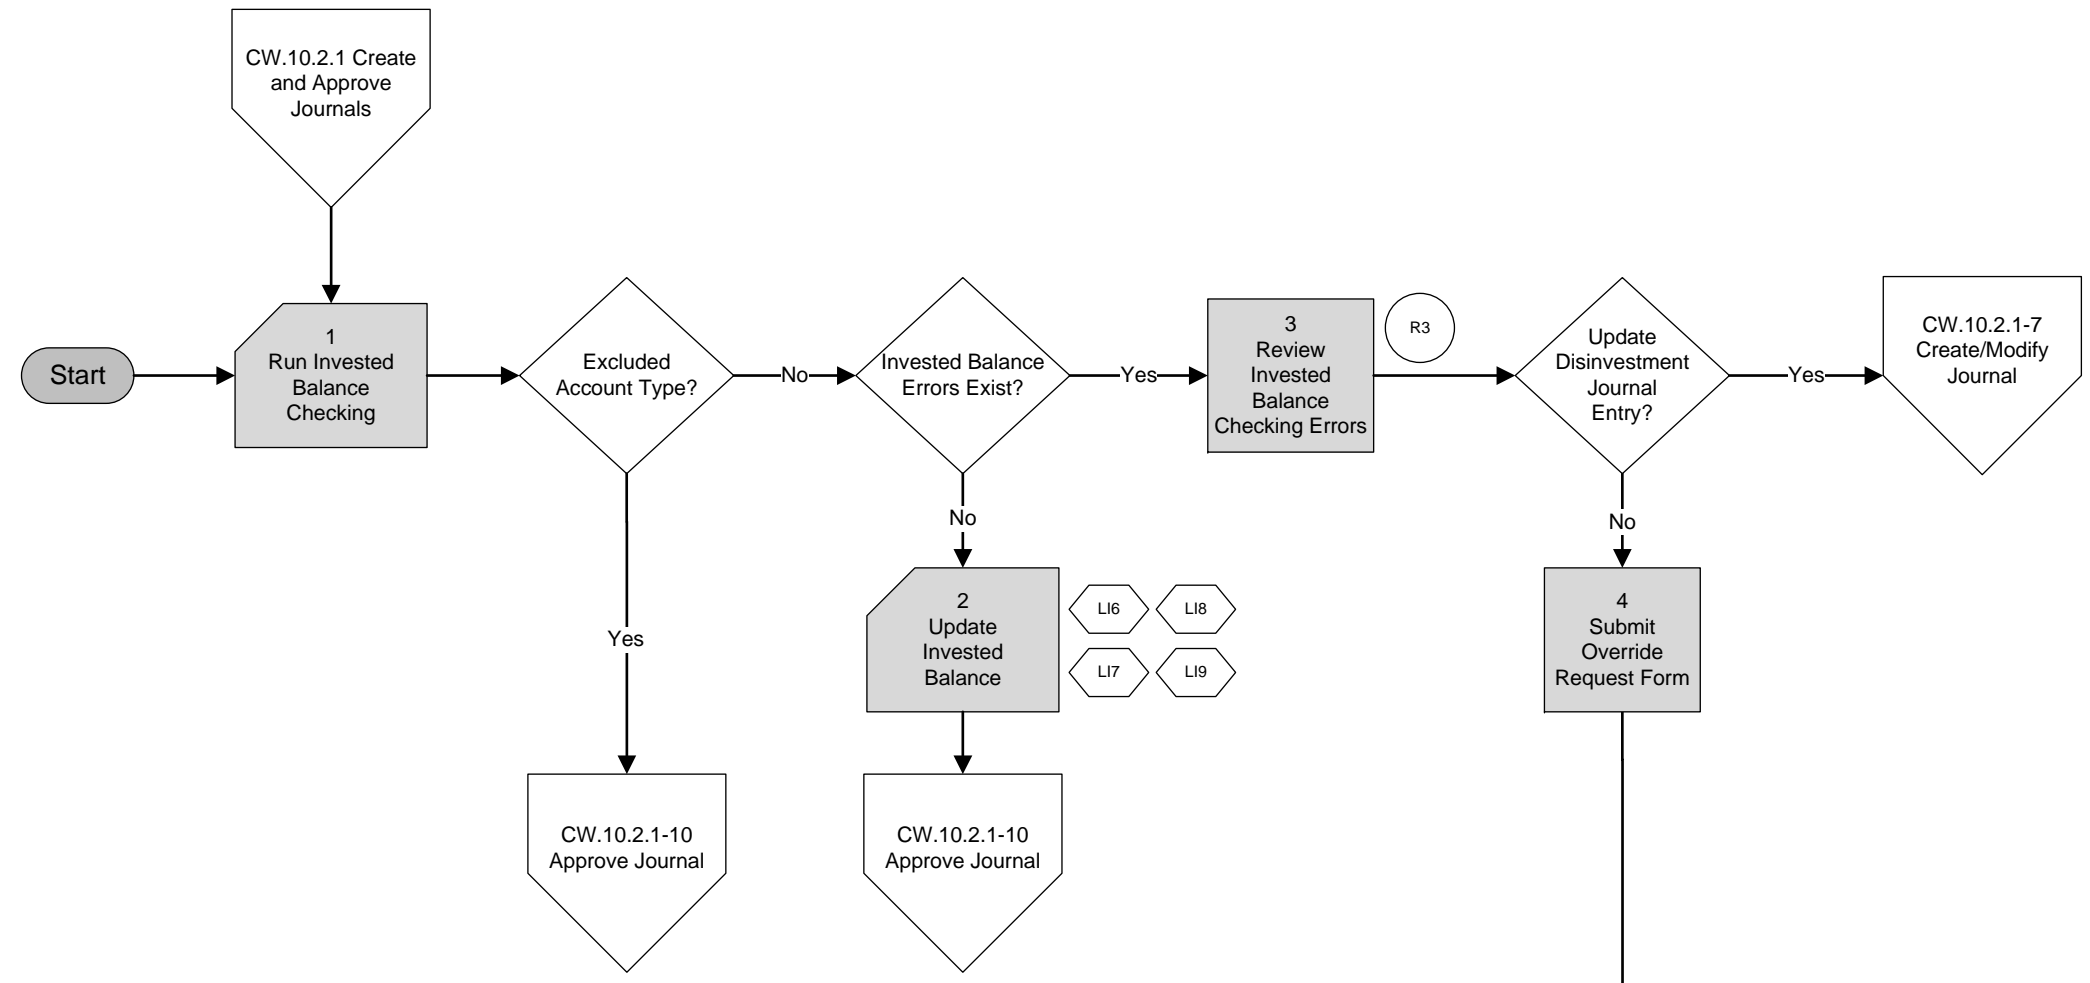 CW.10.2.1 Create
and Approve
Journals
Start
1
Run Invested
Balance
Checking
Excluded
Account Type?
No
Invested Balance
Errors Exist?
Yes
3
Review
Invested
Balance
Checking Errors
R3
Update
Disinvestment
Journal
Entry?
Yes
CW.10.2.1-7
Create/Modify
Journal
Yes
No
No
2
Update
Invested
Balance
LI6
LI8
LI7
LI9
4
Submit
Override
Request Form
CW.10.2.1-10
Approve Journal
CW.10.2.1-10
Approve Journal